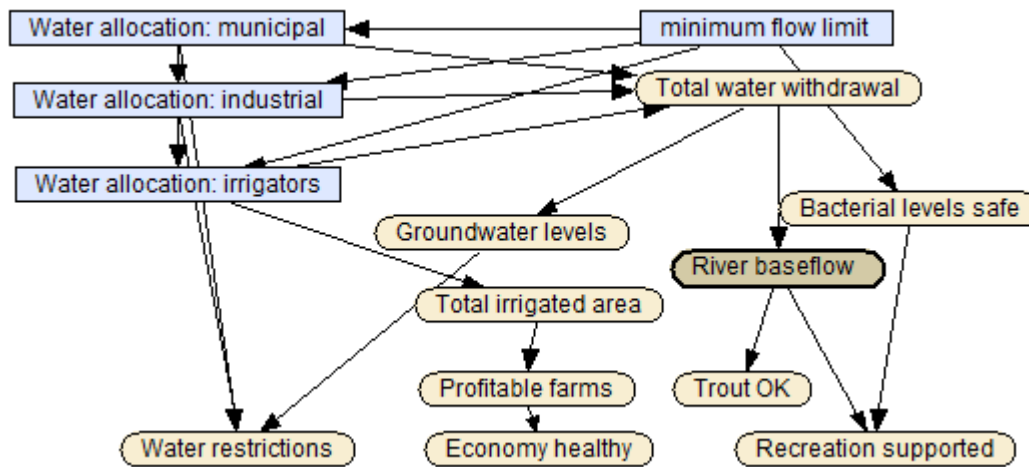 Water allocation: municipal
minimum flow limit
Total water withdrawal
Water allocation: industrial
Water allocation: irrigators
Bacterial levels safe
Groundwater levels
River baseflow
Total irrigated area
Profitable farms
Trout OK
Water restrictions
Economy healthy
Recreation supported